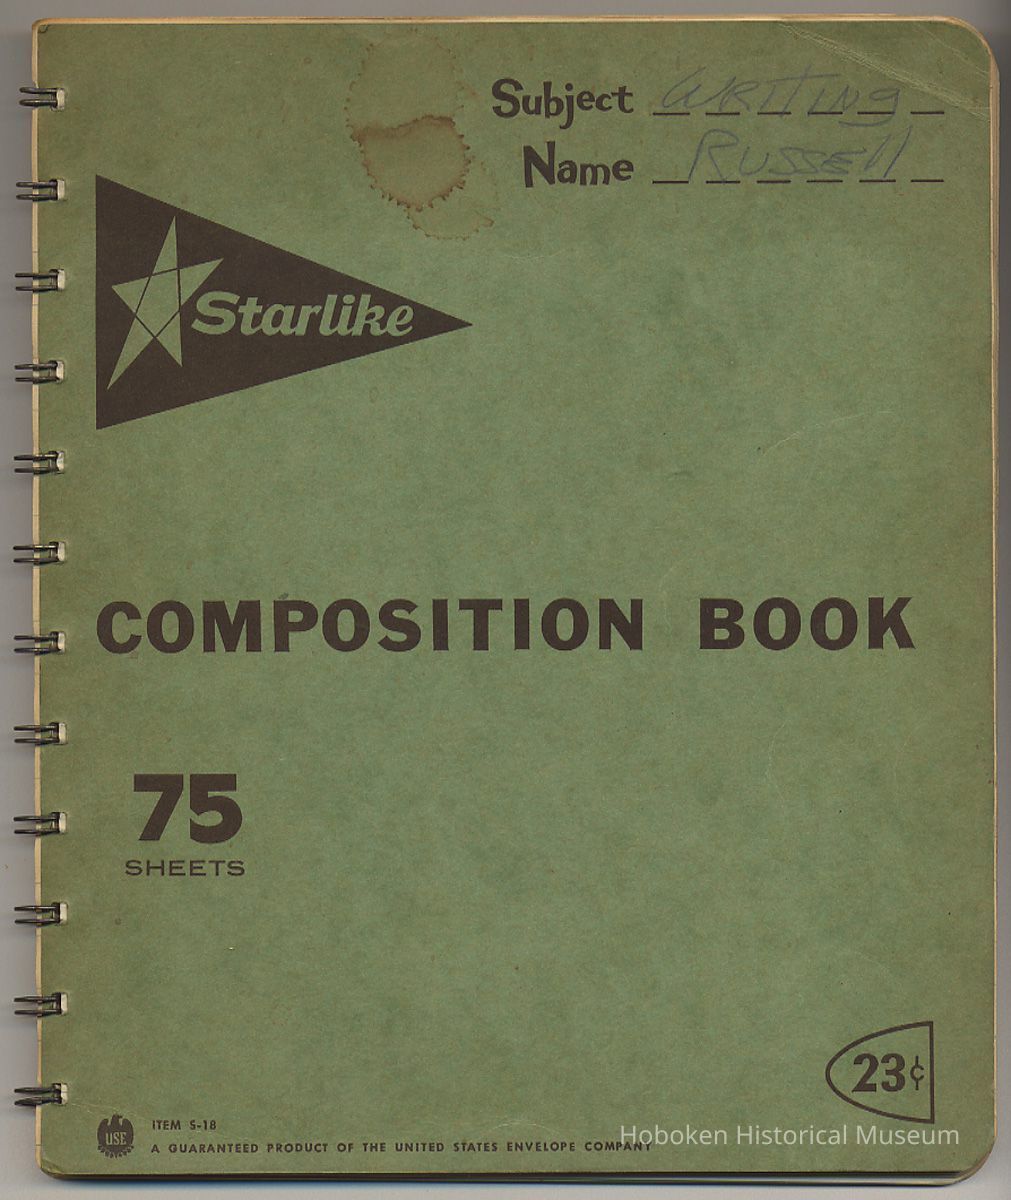 Subject Writing
Name Russell
Starlike
COMPOSITION BOOK
75
SHEETS
23¢
USE
ITEM S-18
A GUARANTEED PRODUCT OF THE UNITED STATES ENVELOPE COMPANY
Hoboken Historical Museum